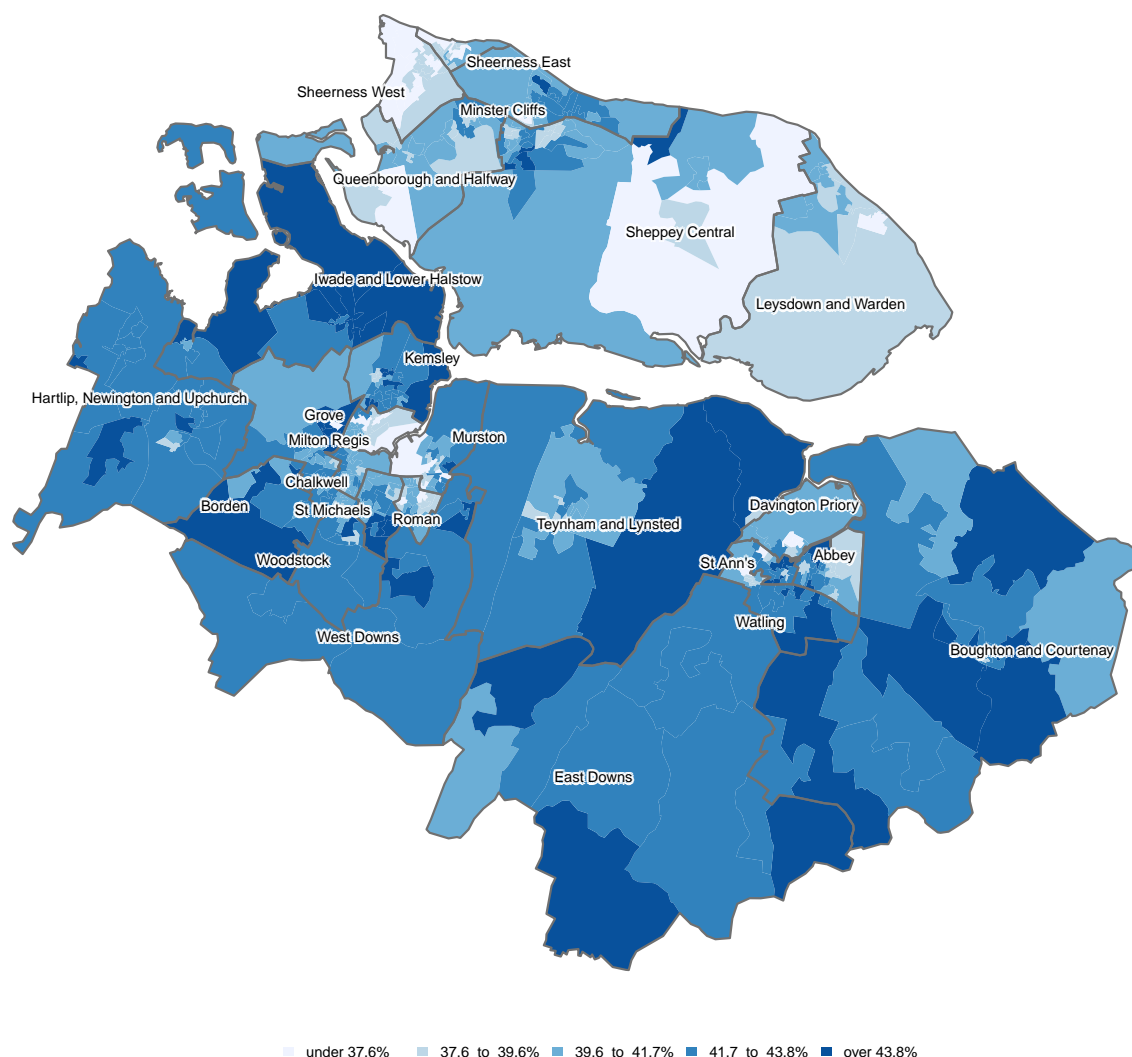 Sheerness East
Sheerness West
Minster Cliffs
Queenborough and Halfway
Sheppey Central
Iwade and Lower Halstow
Leysdown and Warden
Kemsley
Hartlip, Newington and Upchurch
Grove
Milton Regis
Murston
Chalkwell
Borden
St Michaels
Roman
Teynham and Lynsted
Davington Priory
Woodstock
St Ann's
Abbey
West Downs
Watling
Boughton and Courtenay
East Downs
under 37.6% 37.6 to 39.6% 39.6 to 41.7% 41.7 to 43.8% over 43.8%